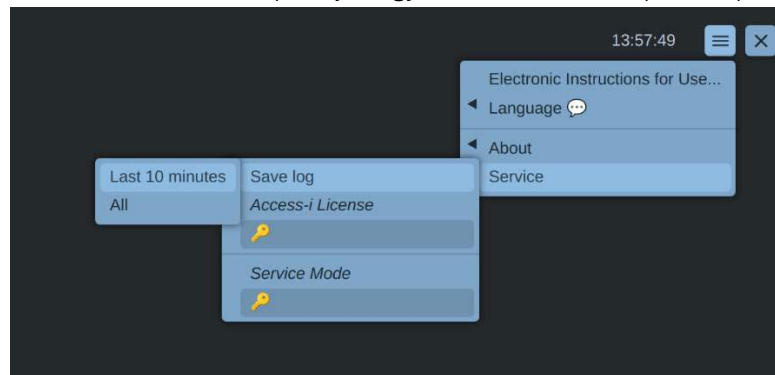 13:57:49
Electronic Instructions for Use...
Language
About
Service
Save log
Access-i License
Service Mode
Last 10 minutes
All